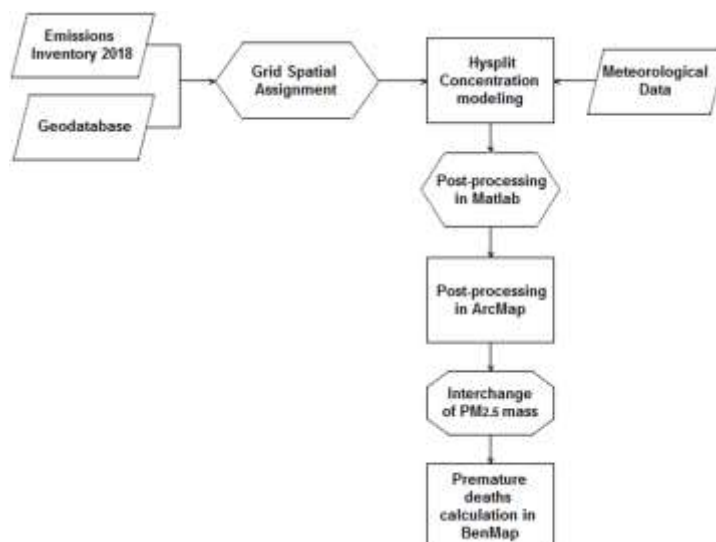 Emissions
Inventory 2018
Geodatabase
Grid Spatial
Assignment
Hysplit
Concentration
modeling
Meteorological
Data
Post-processing
in Matlab
Post-processing
in ArcMap
Interchange
of PM2.5 mass
Premature
deaths
calculation in
BenMap